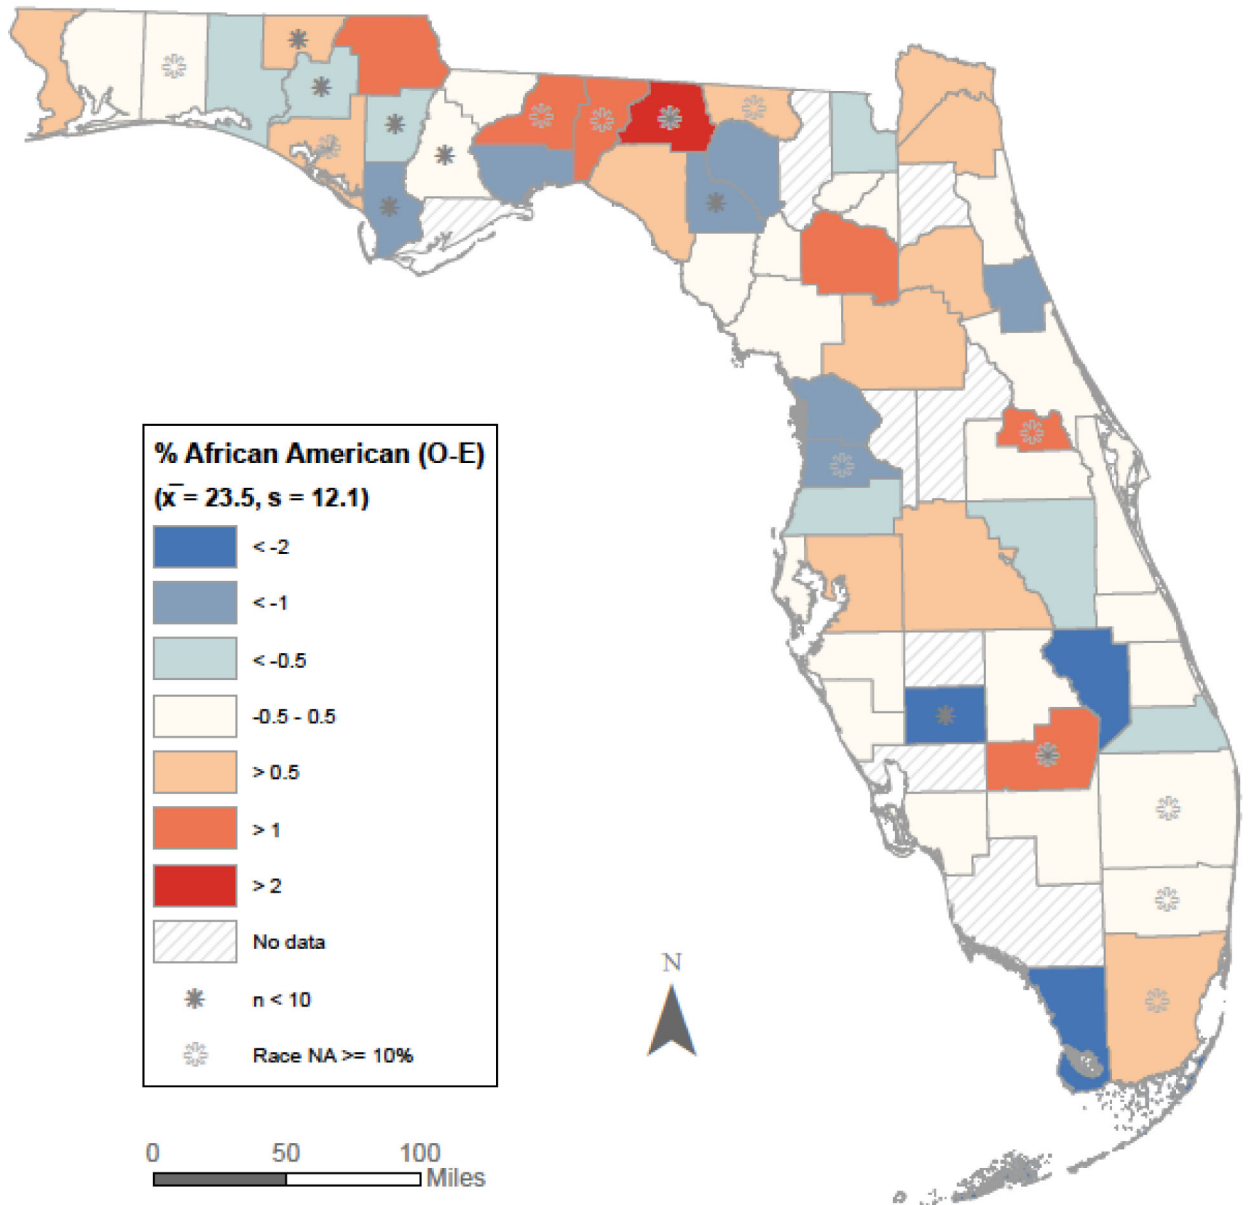 % African American (O-E)
(x̄ = 23.5, s = 12.1)
< -2
< -1
< -0.5
-0.5 - 0.5
> 0.5
> 1
> 2
No data
n < 10
Race NA >= 10%
N
0 50 100
Miles